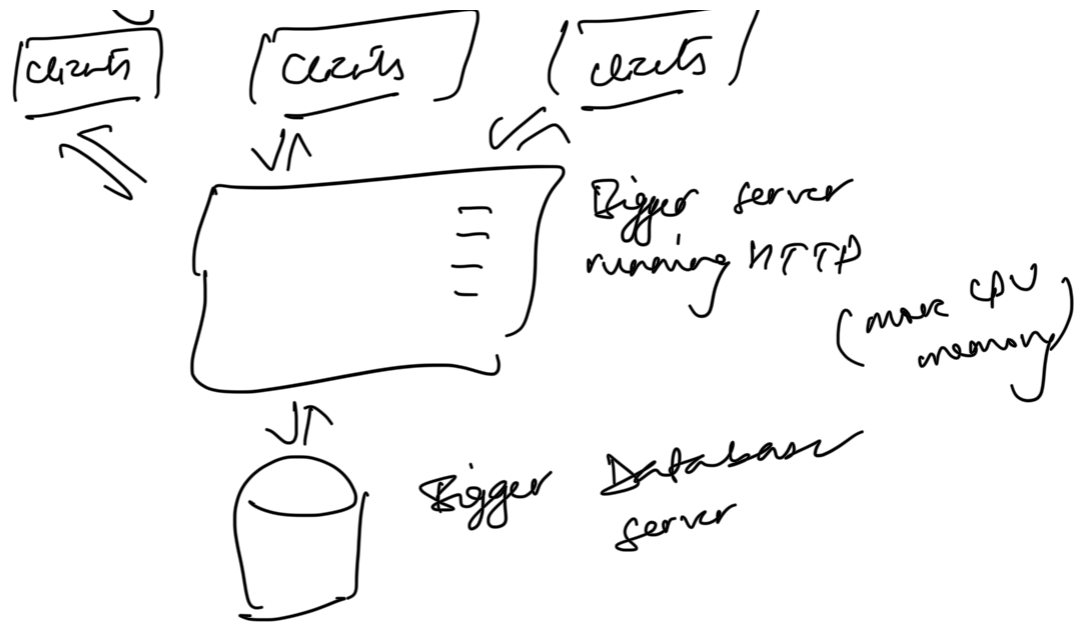 clients
clients
clients
Bigger server
running HTTP
(more CPU
memory)
Bigger Database
server